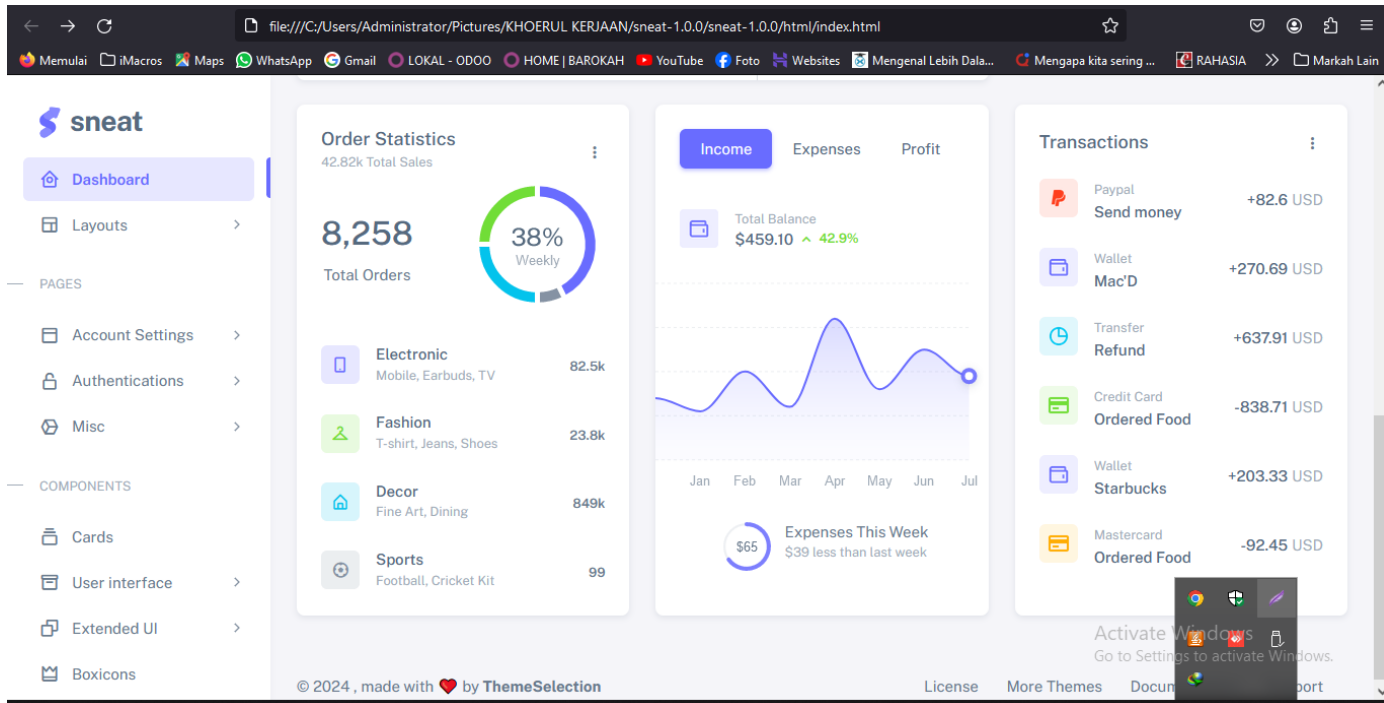 file:///C:/Users/Administrator/Pictures/KHOERUL KERJAAN/sneat-1.0.0/sneat-1.0.0/html/index.html
Memulai iMacros Maps WhatsApp Gmail LOKAL - ODOO HOME | BAROKAH YouTube Foto Websites Mengenal Lebih Dala... Mengapa kita sering ... RAHASIA Markah Lain
sneat
Dashboard
Layouts
PAGES
Account Settings
Authentications
Misc
COMPONENTS
Cards
User interface
Extended UI
Boxicons
Order Statistics
42.82k Total Sales
8,258
Total Orders
38%
Weekly
Electronic
Mobile, Earbuds, TV
82.5k
Fashion
T-shirt, Jeans, Shoes
23.8k
Decor
Fine Art, Dining
849k
Sports
Football, Cricket Kit
99
Income Expenses Profit
Total Balance
$459.10 42.9%
Jan Feb Mar Apr May Jun Jul
$65
Expenses This Week
$39 less than last week
Transactions
Paypal
Send money
+82.6 USD
Wallet
Mac'D
+270.69 USD
Transfer
Refund
+637.91 USD
Credit Card
Ordered Food
-838.71 USD
Wallet
Starbucks
+203.33 USD
Mastercard
Ordered Food
-92.45 USD
Activate Windows
Go to Settings to activate Windows.
© 2024 , made with ❤️ by ThemeSelection
License More Themes Docum port